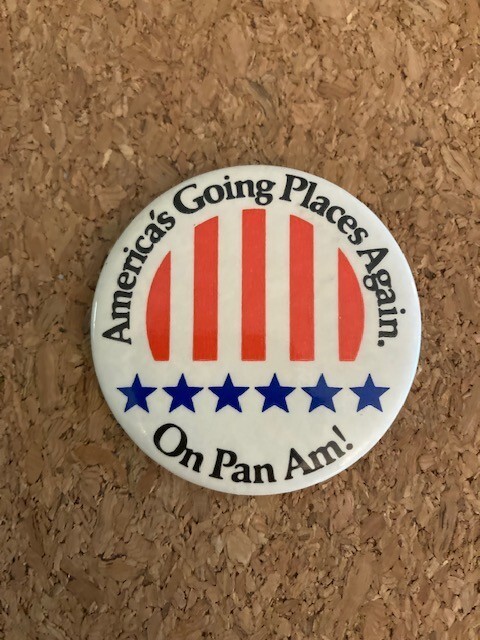 America's Going Places Again.
On Pan Am!